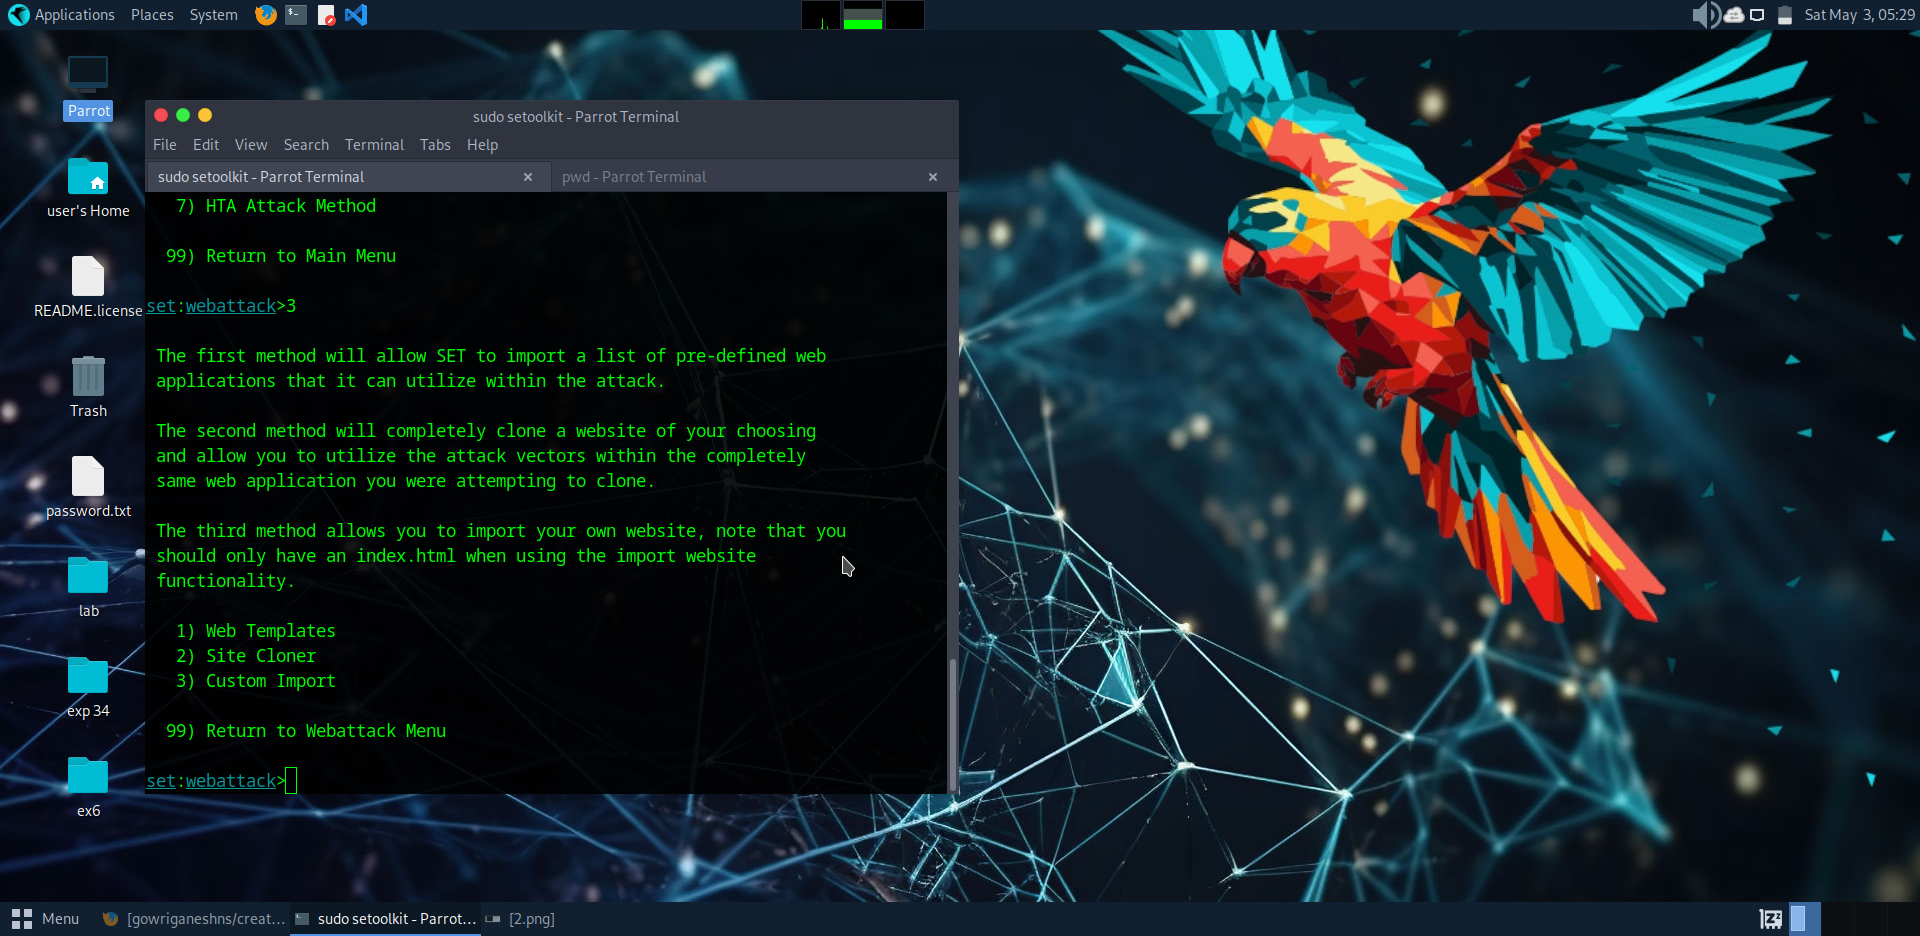 Applications Places System
Sat May 3, 05:29
Parrot
user's Home
README.license
Trash
password.txt
lab
exp 34
ex6
sudo setoolkit - Parrot Terminal
File Edit View Search Terminal Tabs Help
sudo setoolkit - Parrot Terminal
pwd - Parrot Terminal
7) HTA Attack Method
99) Return to Main Menu
set:webattack>3
The first method will allow SET to import a list of pre-defined web
applications that it can utilize within the attack.
The second method will completely clone a website of your choosing
and allow you to utilize the attack vectors within the completely
same web application you were attempting to clone.
The third method allows you to import your own website, note that you
should only have an index.html when using the import website
functionality.
1) Web Templates
2) Site Cloner
3) Custom Import
99) Return to Webattack Menu
set:webattack>
Menu
[gowriganeshns/creat...
sudo setoolkit - Parrot...
[2.png]